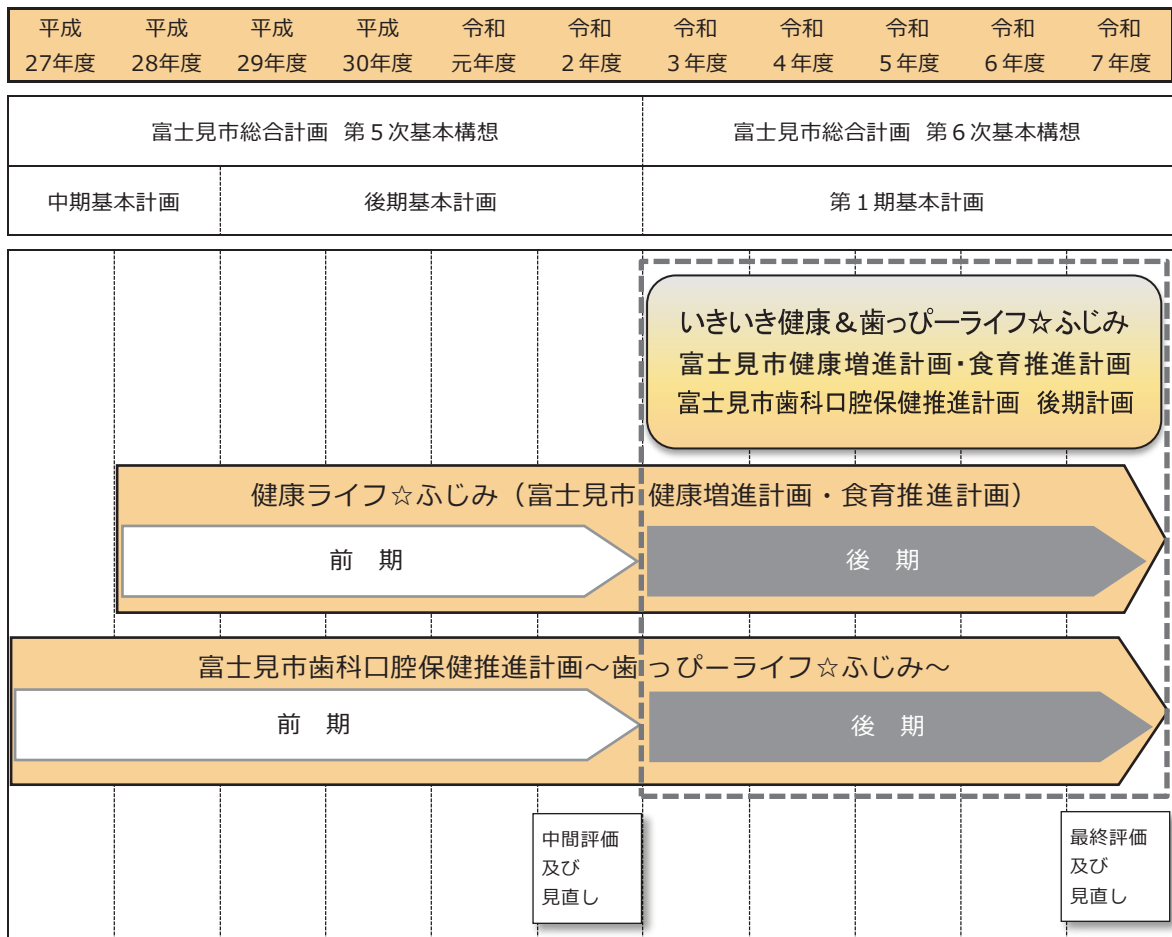 平成 平成 平成 平成 令和 令和 令和 令和 令和 令和 令和
27年度 28年度 29年度 30年度 元年度 2年度 3年度 4年度 5年度 6年度 7年度
富士見市総合計画 第5次基本構想 富士見市総合計画 第6次基本構想
中期基本計画 後期基本計画 第1期基本計画
いきいき健康&歯っぴーライフ☆ふじみ
富士見市健康増進計画・食育推進計画
富士見市歯科口腔保健推進計画 後期計画
健康ライフ☆ふじみ（富士見市 健康増進計画・食育推進計画）
前 期 後 期
富士見市歯科口腔保健推進計画～歯っぴーライフ☆ふじみ～
前 期 後 期
中間評価
及び
見直し
最終評価
及び
見直し